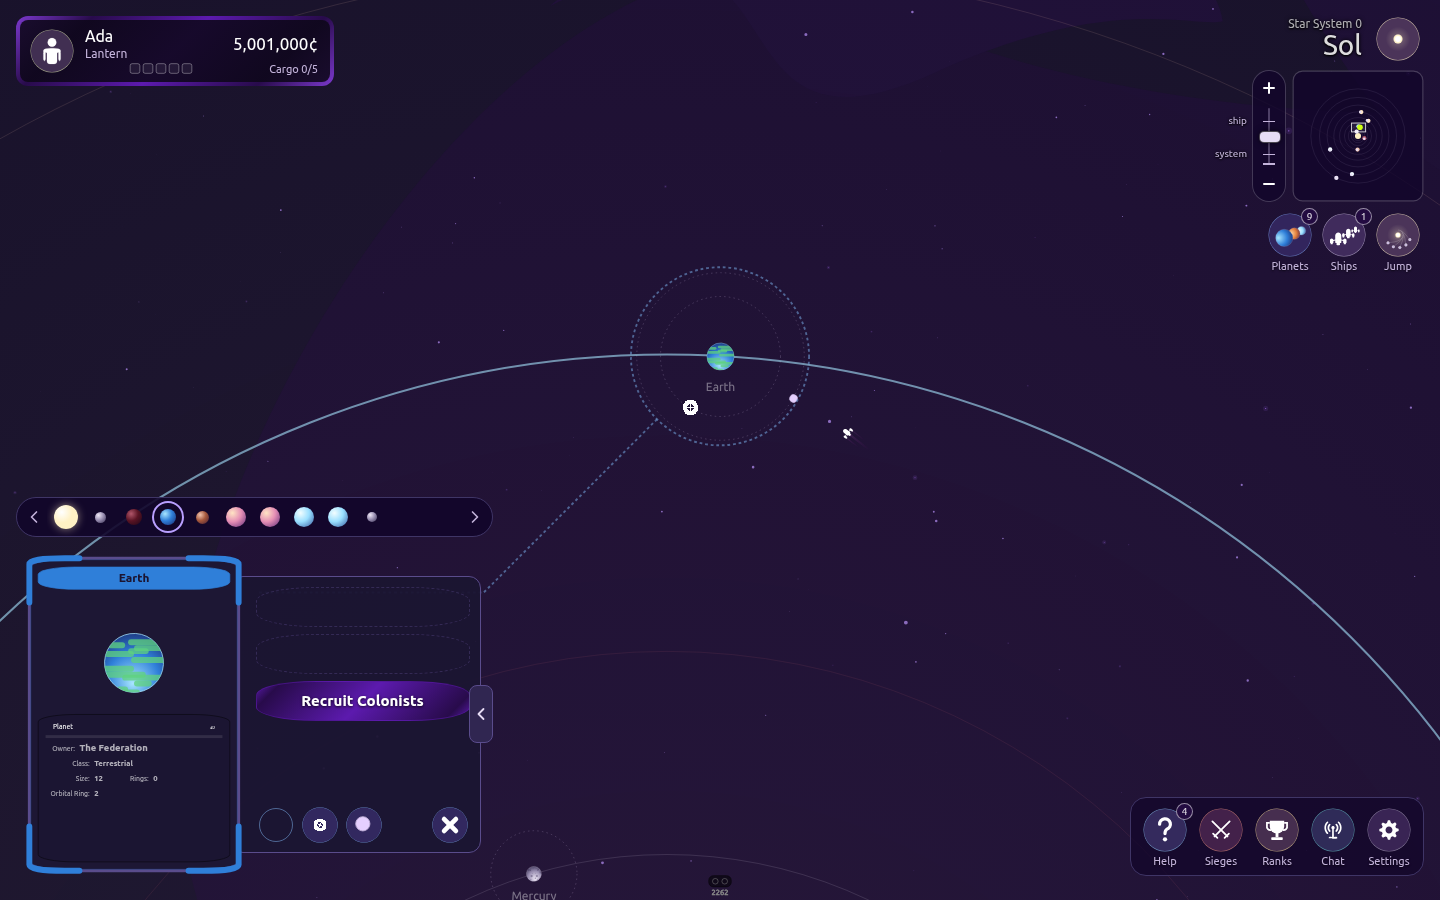 Ada
Lantern
5,001,000¢
Cargo 0/5
Star System 0
Sol
ship
system
9
1
Planets
Ships
Jump
Earth
Earth
Planet
Owner: The Federation
Class: Terrestrial
Size: 12 Rings: 0
Orbital Ring: 2
Recruit Colonists
Mercury
2262
4
Help
Sieges
Ranks
Chat
Settings